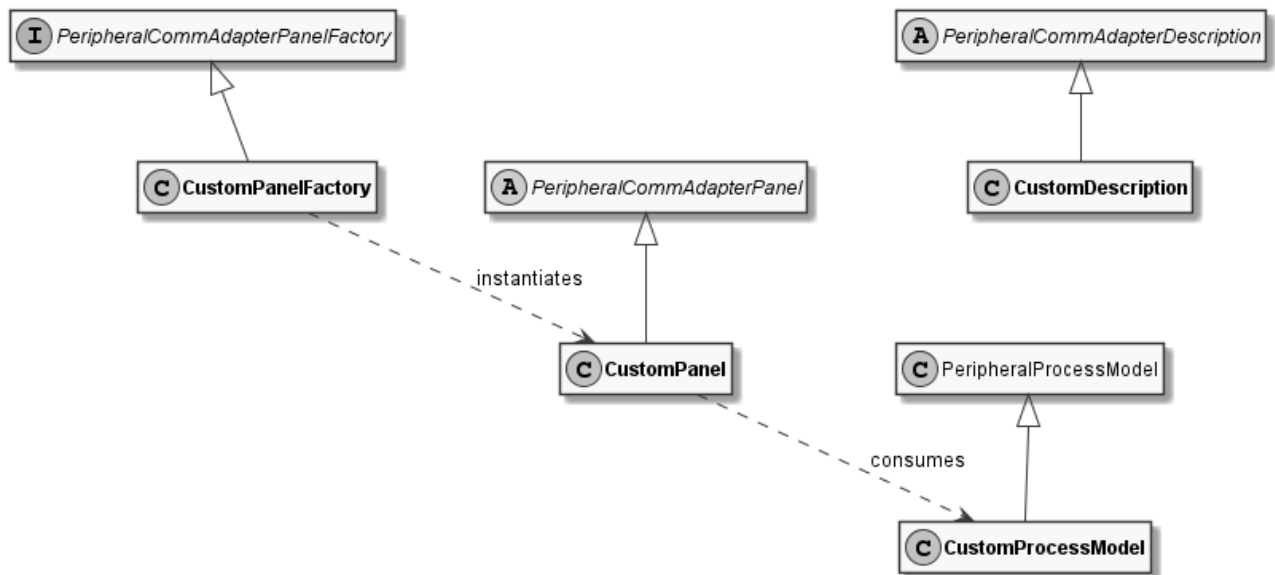 I PeripheralCommAdapterPanelFactory
A PeripheralCommAdapterDescription
C CustomPanelFactory
A PeripheralCommAdapterPanel
C CustomDescription
instantiates
C CustomPanel
C PeripheralProcessModel
consumes
C CustomProcessModel